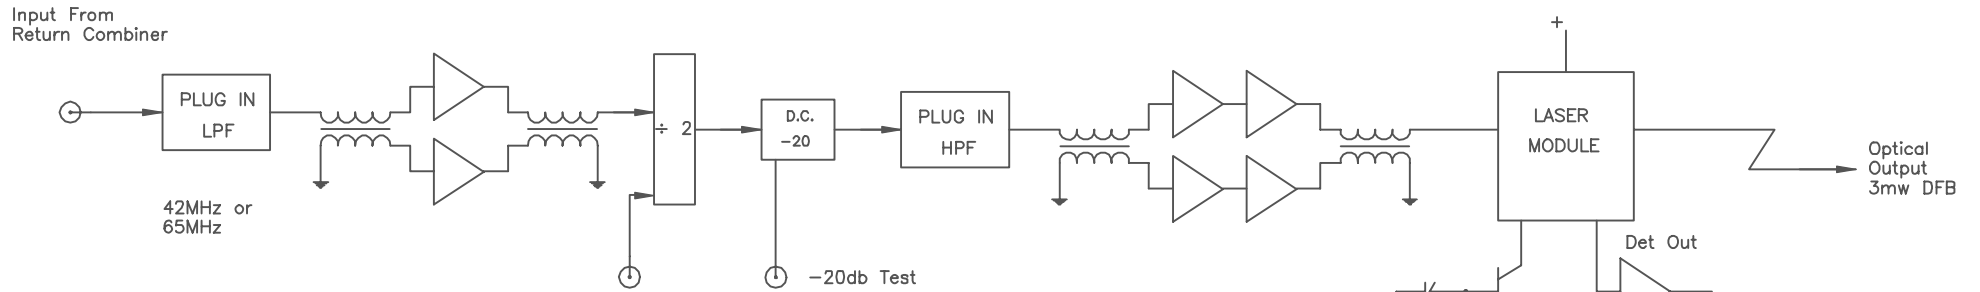 Input From
Return Combiner
PLUG IN
LPF
42MHz or
65MHz
÷ 2
D.C.
-20
-20db Test
PLUG IN
HPF
+
LASER
MODULE
Det Out
Optical
Output
3mw DFB